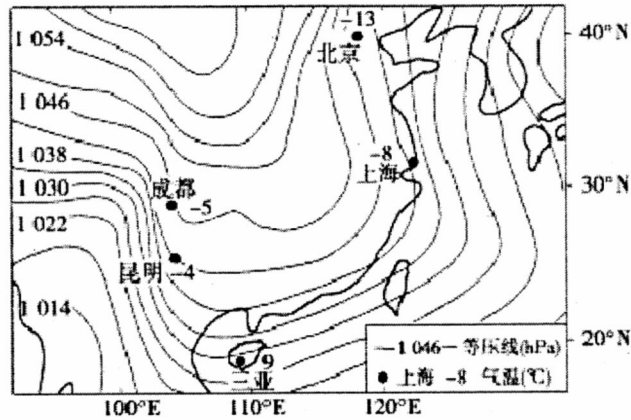 -13
40°N
1 054
北京
1 046
-8
上海
1 038
成都
30°N
1 030
-5
1 022
昆明 -4
1 014
20°N
9
三亚
—1 046— 等压线(hPa)
● 上海 -8 气温(℃)
100°E
110°E
120°E